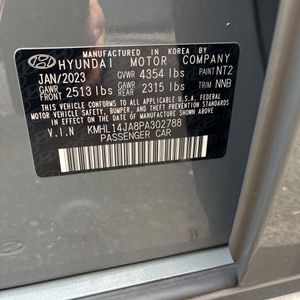 MANUFACTURED IN KOREA BY
HYUNDAI MOTOR COMPANY
JAN/2023 GVWR 4354 lbs PAINT NT2
GAWR FRONT 2513 lbs GAWR REAR 2315 lbs TRIM NNB
THIS VEHICLE CONFORMS TO ALL APPLICABLE U.S.A. FEDERAL
MOTOR VEHICLE SAFETY, BUMPER, AND THEFT PREVENTION
STANDARDS IN EFFECT ON THE DATE OF MANUFACTURE SHOWN ABOVE.
V.I.N KMHL14JA8PA302788
PASSENGER CAR